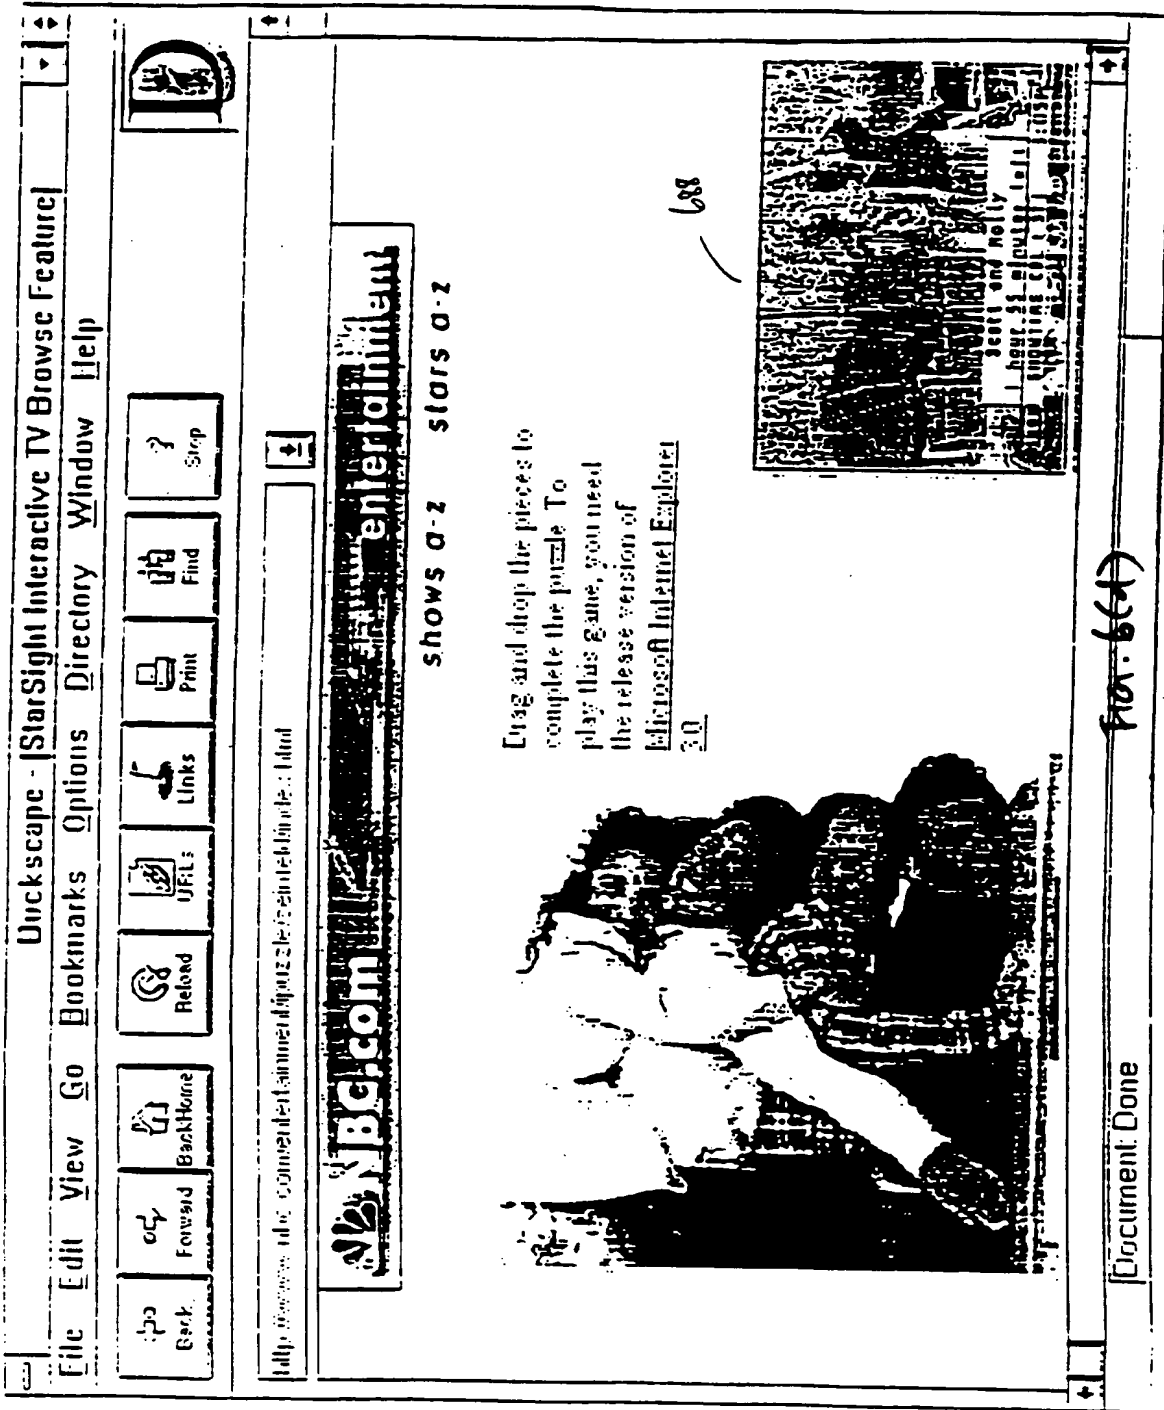 Duckscape - [StarSight Interactive TV Browse Feature]
File Edit View Go Bookmarks Options Directory Window Help
Back Forward BackHome Reload URLs Links Print Find Stop
NBC.com entertainment
shows a-z stars a-z
Drag and drop the pieces to
complete the puzzle To
play this game, you need
the release version of
Microsoft Internet Explorer
3.0
688
Scott and Molly
1 hour 55 minutes left
Document Done
FIG. 6(d)